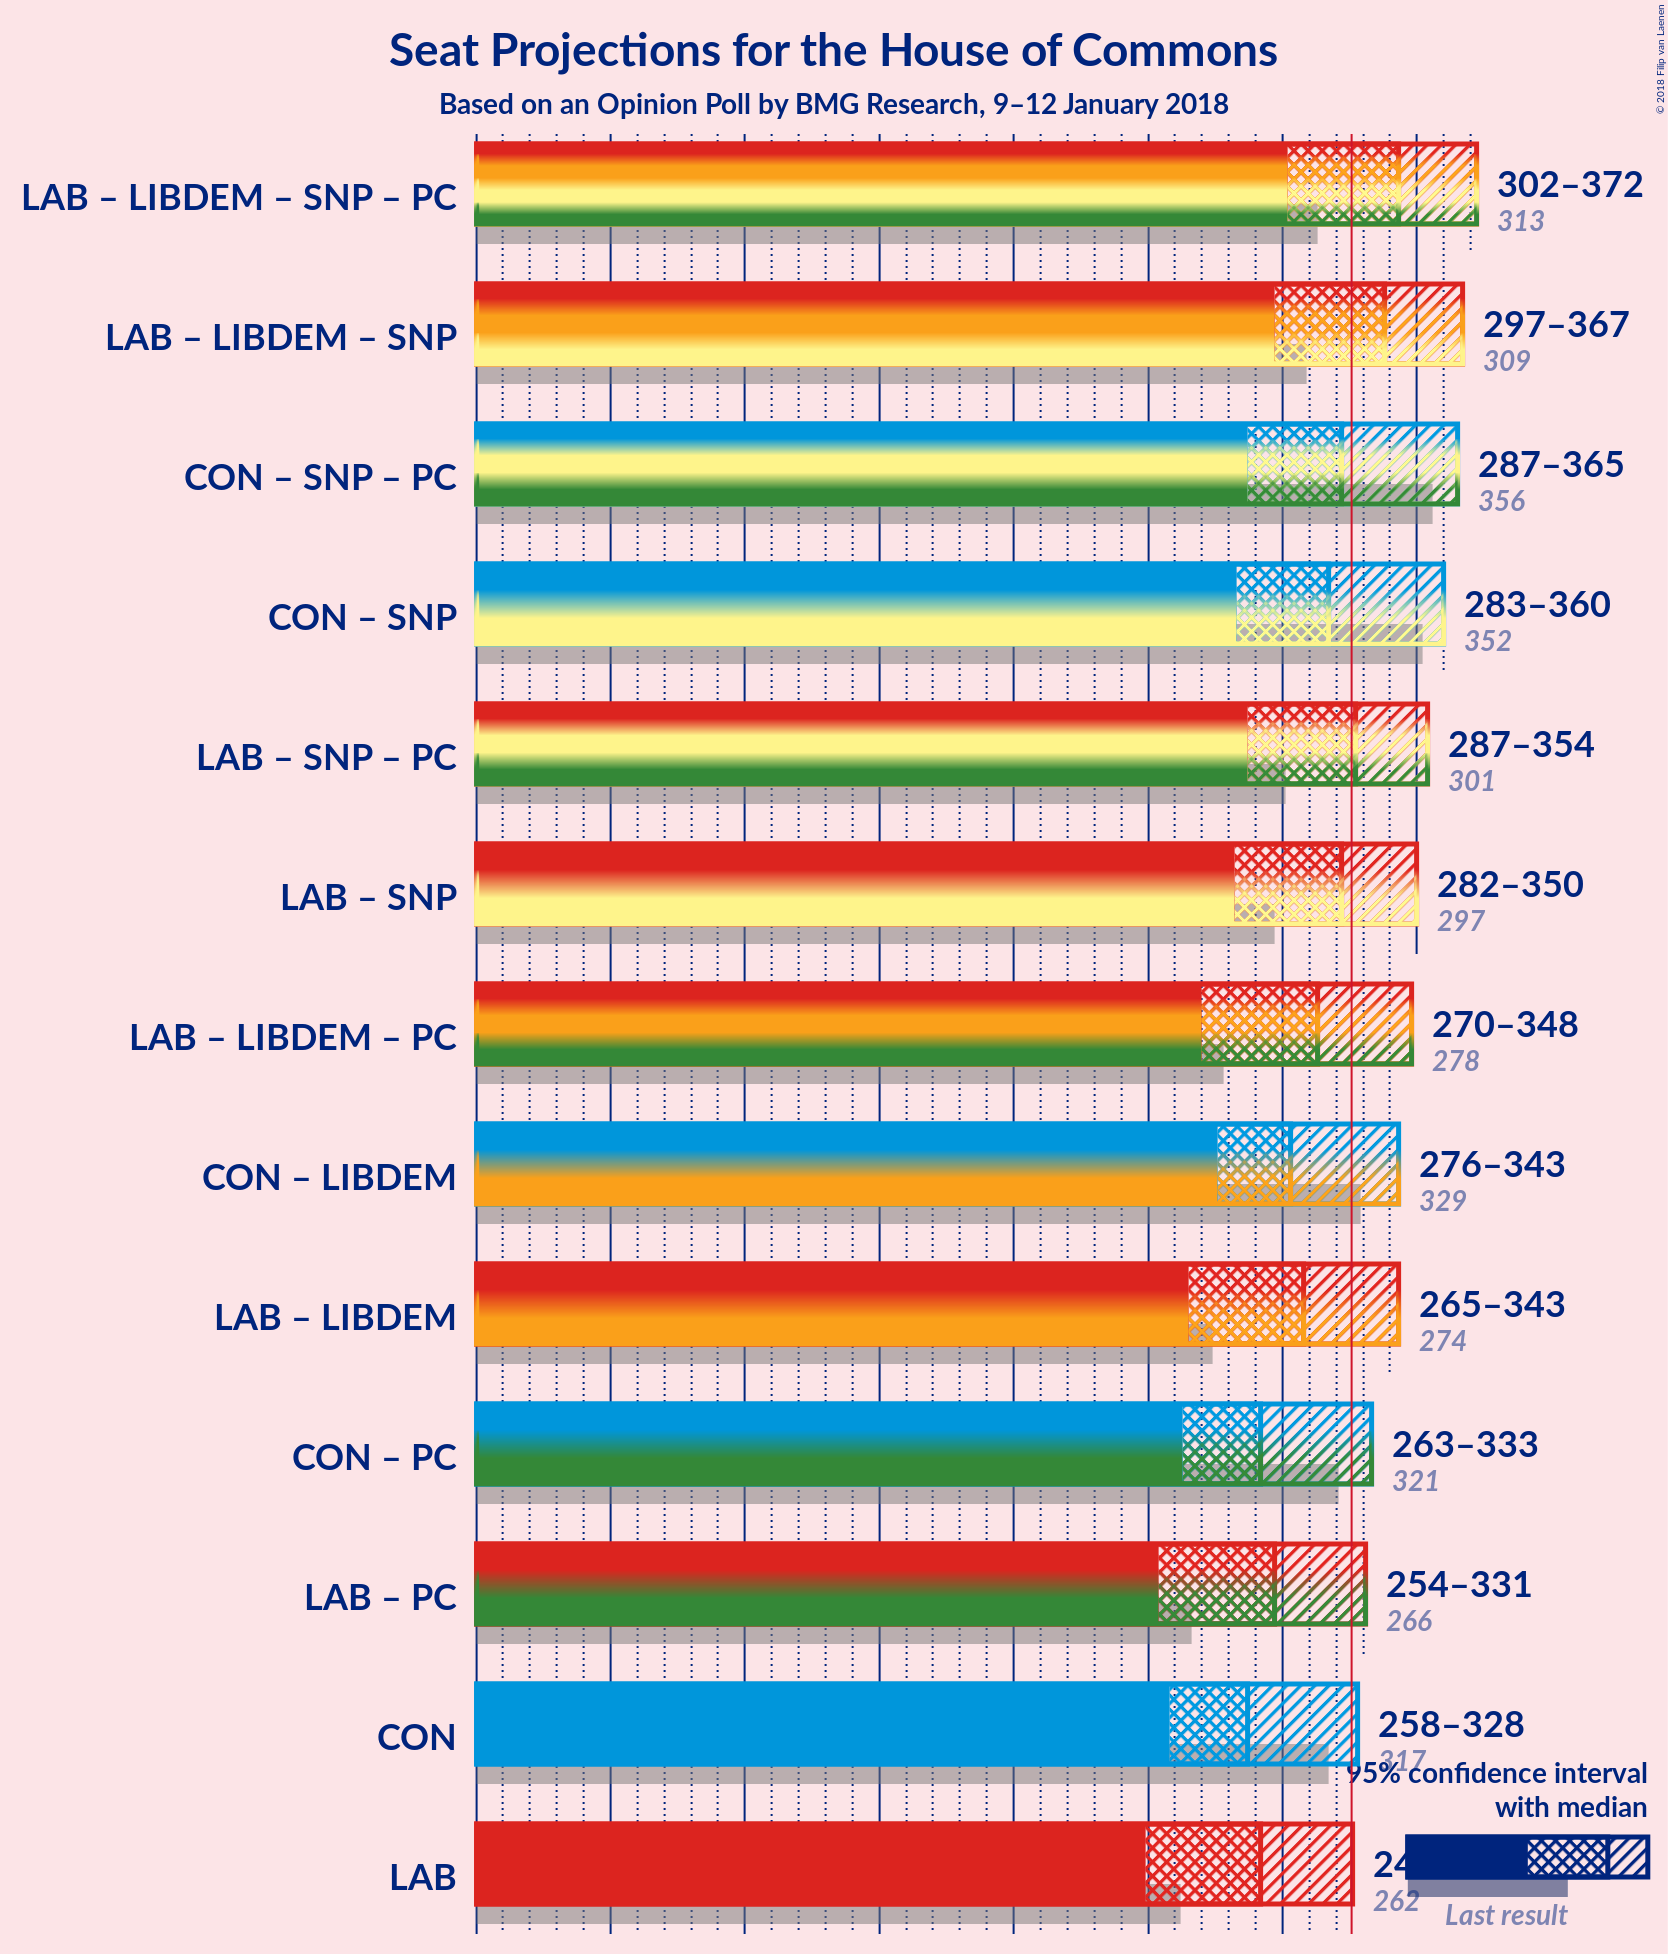 Seat Projections for the House of Commons
Based on an Opinion Poll by BMG Research, 9–12 January 2018
© 2018 Filip van Laenen
LAB – LIBDEM – SNP – PC
302–372
313
LAB – LIBDEM – SNP
297–367
309
CON – SNP – PC
287–365
356
CON – SNP
283–360
352
LAB – SNP – PC
287–354
301
LAB – SNP
282–350
297
LAB – LIBDEM – PC
270–348
278
CON – LIBDEM
276–343
329
LAB – LIBDEM
265–343
274
CON – PC
263–333
321
LAB – PC
254–331
266
CON
258–328
317
95% confidence interval
with median
LAB
262
Last result